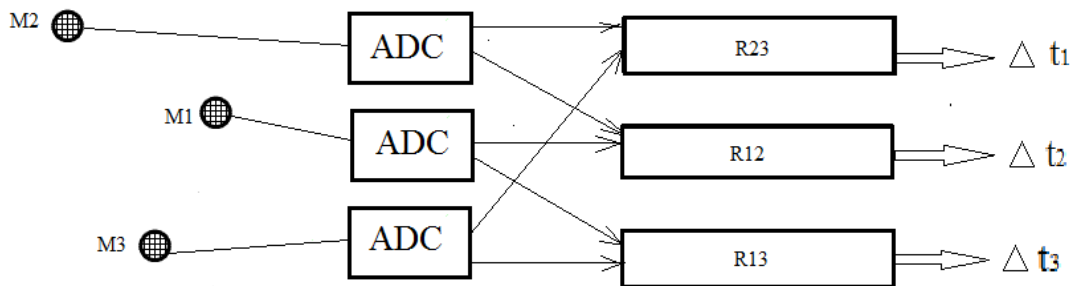 M2
ADC
R23
△ t1
M1
ADC
R12
△ t2
M3
ADC
R13
△ t3